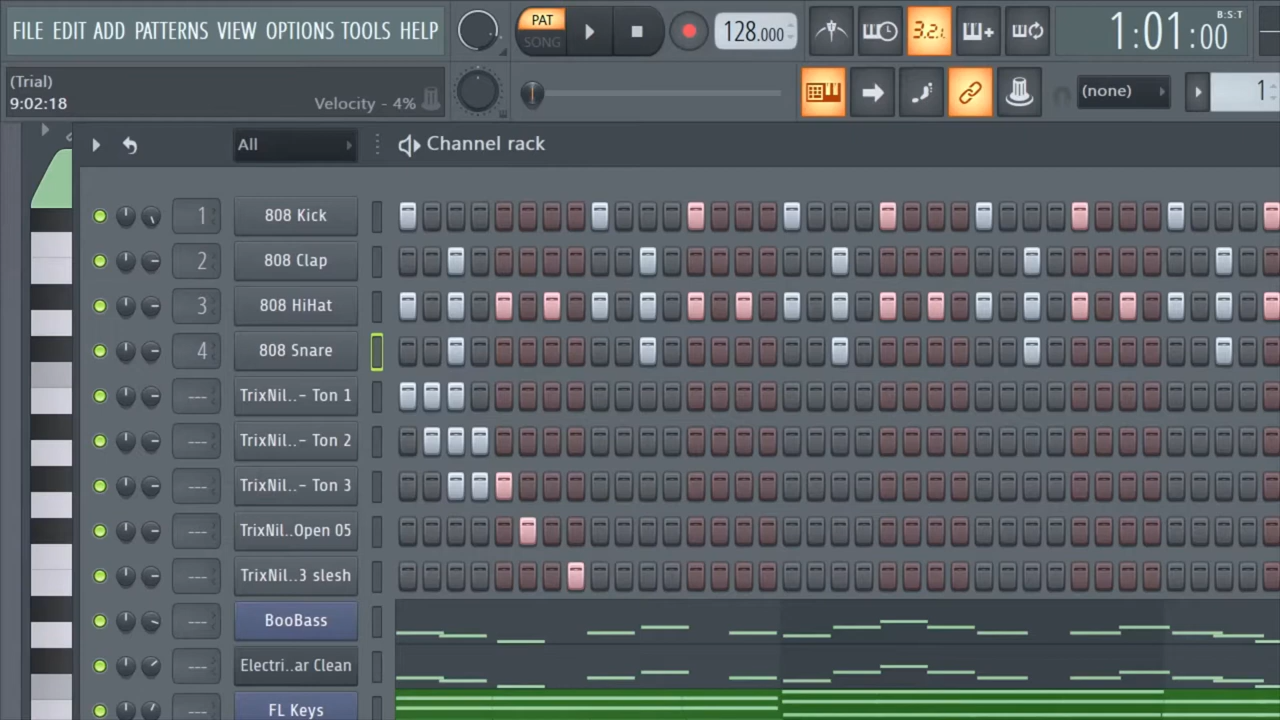 FILE EDIT ADD PATTERNS VIEW OPTIONS TOOLS HELP
PAT
SONG
128.000
3.2.
1:01:00
B:S:T
(Trial)
9:02:18
Velocity - 4%
(none)
1
All
Channel rack
1
808 Kick
2
808 Clap
3
808 HiHat
4
808 Snare
---
TrixNil..- Ton 1
---
TrixNil..- Ton 2
---
TrixNil..- Ton 3
---
TrixNil..Open 05
---
TrixNil..3 slesh
---
BooBass
---
Electri..ar Clean
---
FL Keys